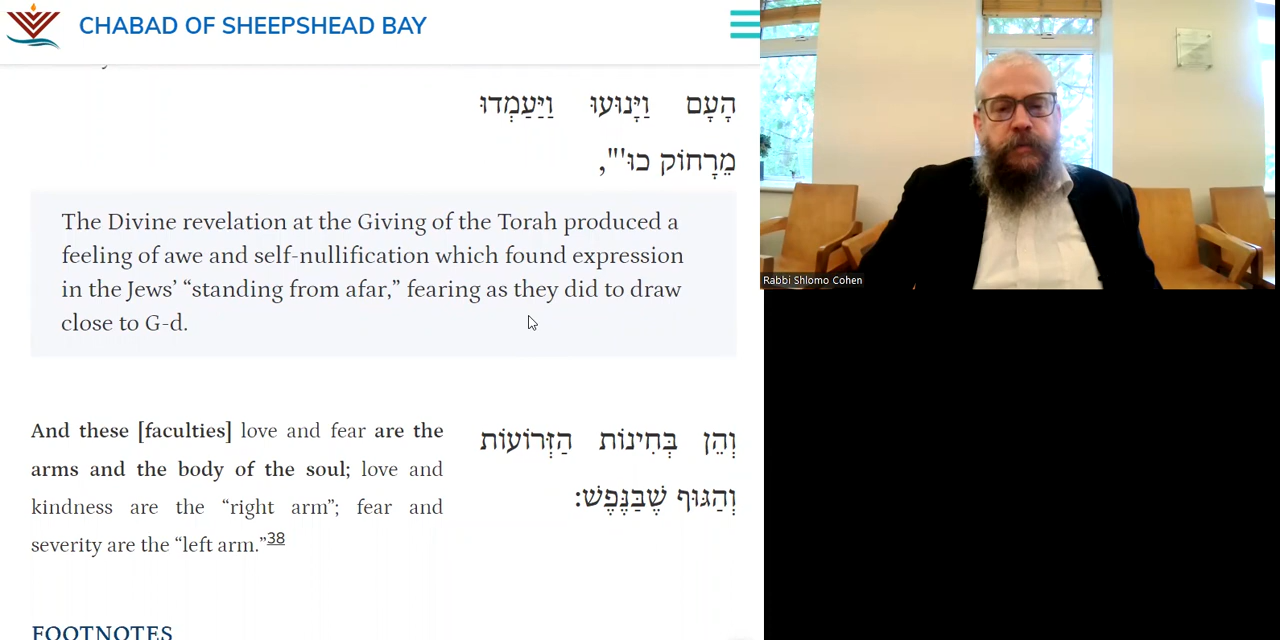 CHABAD OF SHEEPSHEAD BAY
הָעָם וַיָּנוּעוּ וַיַּעַמְדוּ
מֵרָחוֹק כוּ'",
The Divine revelation at the Giving of the Torah produced a
feeling of awe and self-nullification which found expression
in the Jews’ “standing from afar,” fearing as they did to draw
close to G-d.
And these [faculties] love and fear are the
arms and the body of the soul; love and
kindness are the “right arm”; fear and
severity are the “left arm.”38
וְהֵן בְּחִינוֹת הַזְּרוֹעוֹת
וְהַגּוּף שֶׁבַּנֶּפֶשׁ:
FOOTNOTES
Rabbi Shlomo Cohen